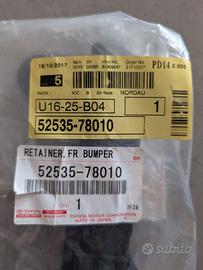 18/10/2017
PD14
5
NORDAU
U16-25-B04
1
52535-78010
RETAINER,FR BUMPER
52535-78010
1
TOYOTA
TOYOTA MOTOR CORPORATION
MADE IN JAPAN
subito